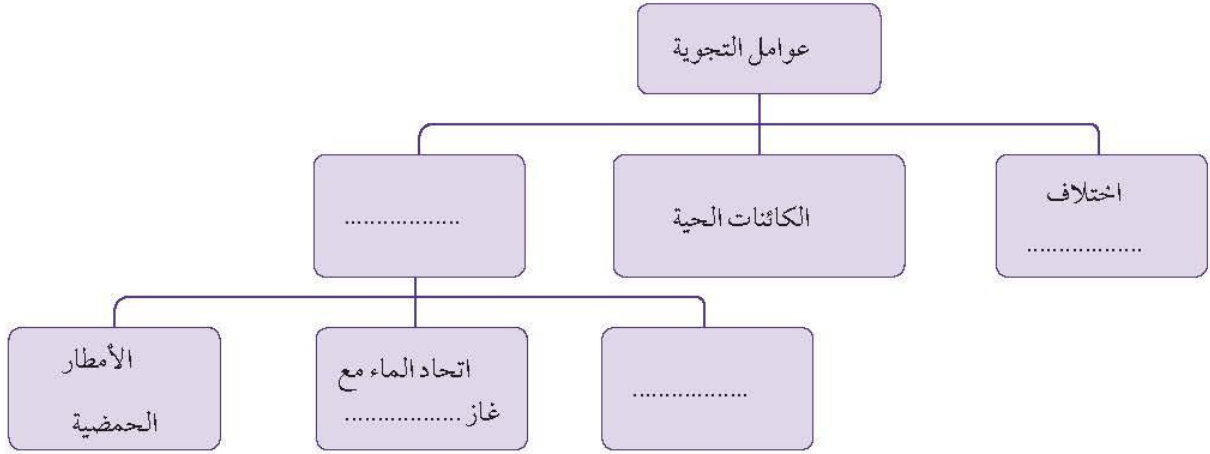 عوامل التجوية
اختلاف
..................
الكائنات الحية
..................
..................
اتحاد الماء مع
غاز ..................
الأمطار
الحمضية